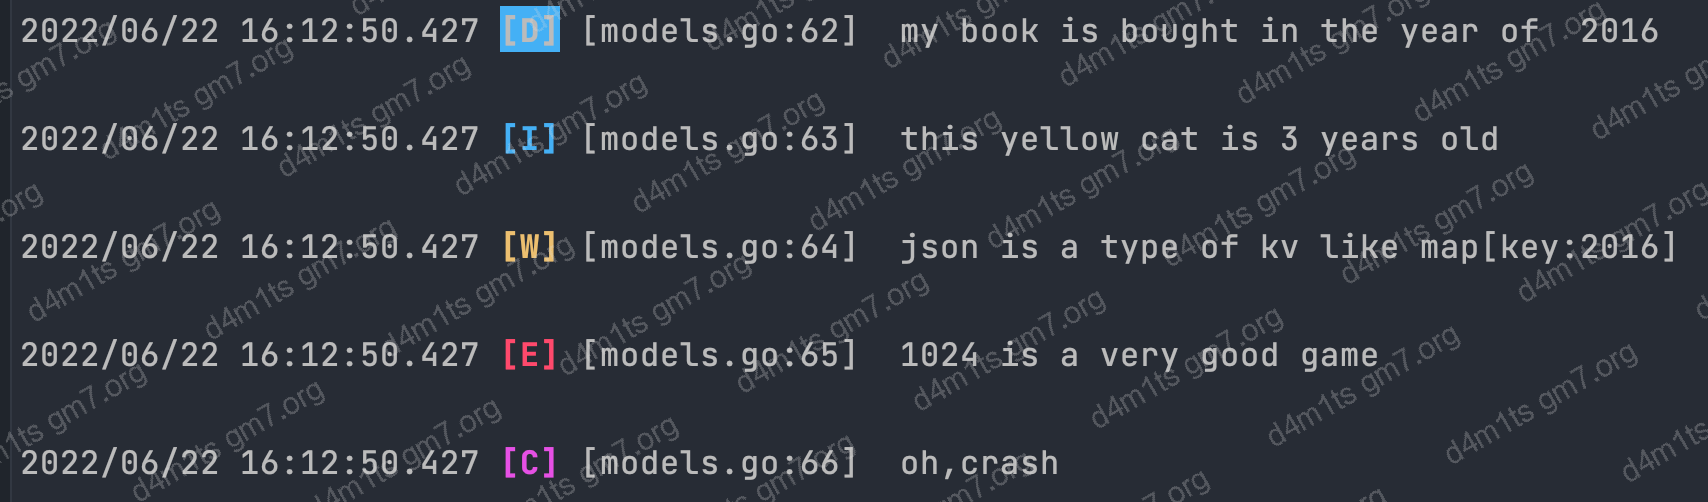 2022/06/22 16:12:50.427 [D] [models.go:62]  my book is bought in the year of  2016
2022/06/22 16:12:50.427 [I] [models.go:63]  this yellow cat is 3 years old
2022/06/22 16:12:50.427 [W] [models.go:64]  json is a type of kv like map[key:2016]
2022/06/22 16:12:50.427 [E] [models.go:65]  1024 is a very good game
2022/06/22 16:12:50.427 [C] [models.go:66]  oh,crash
d4m1ts gm7.org